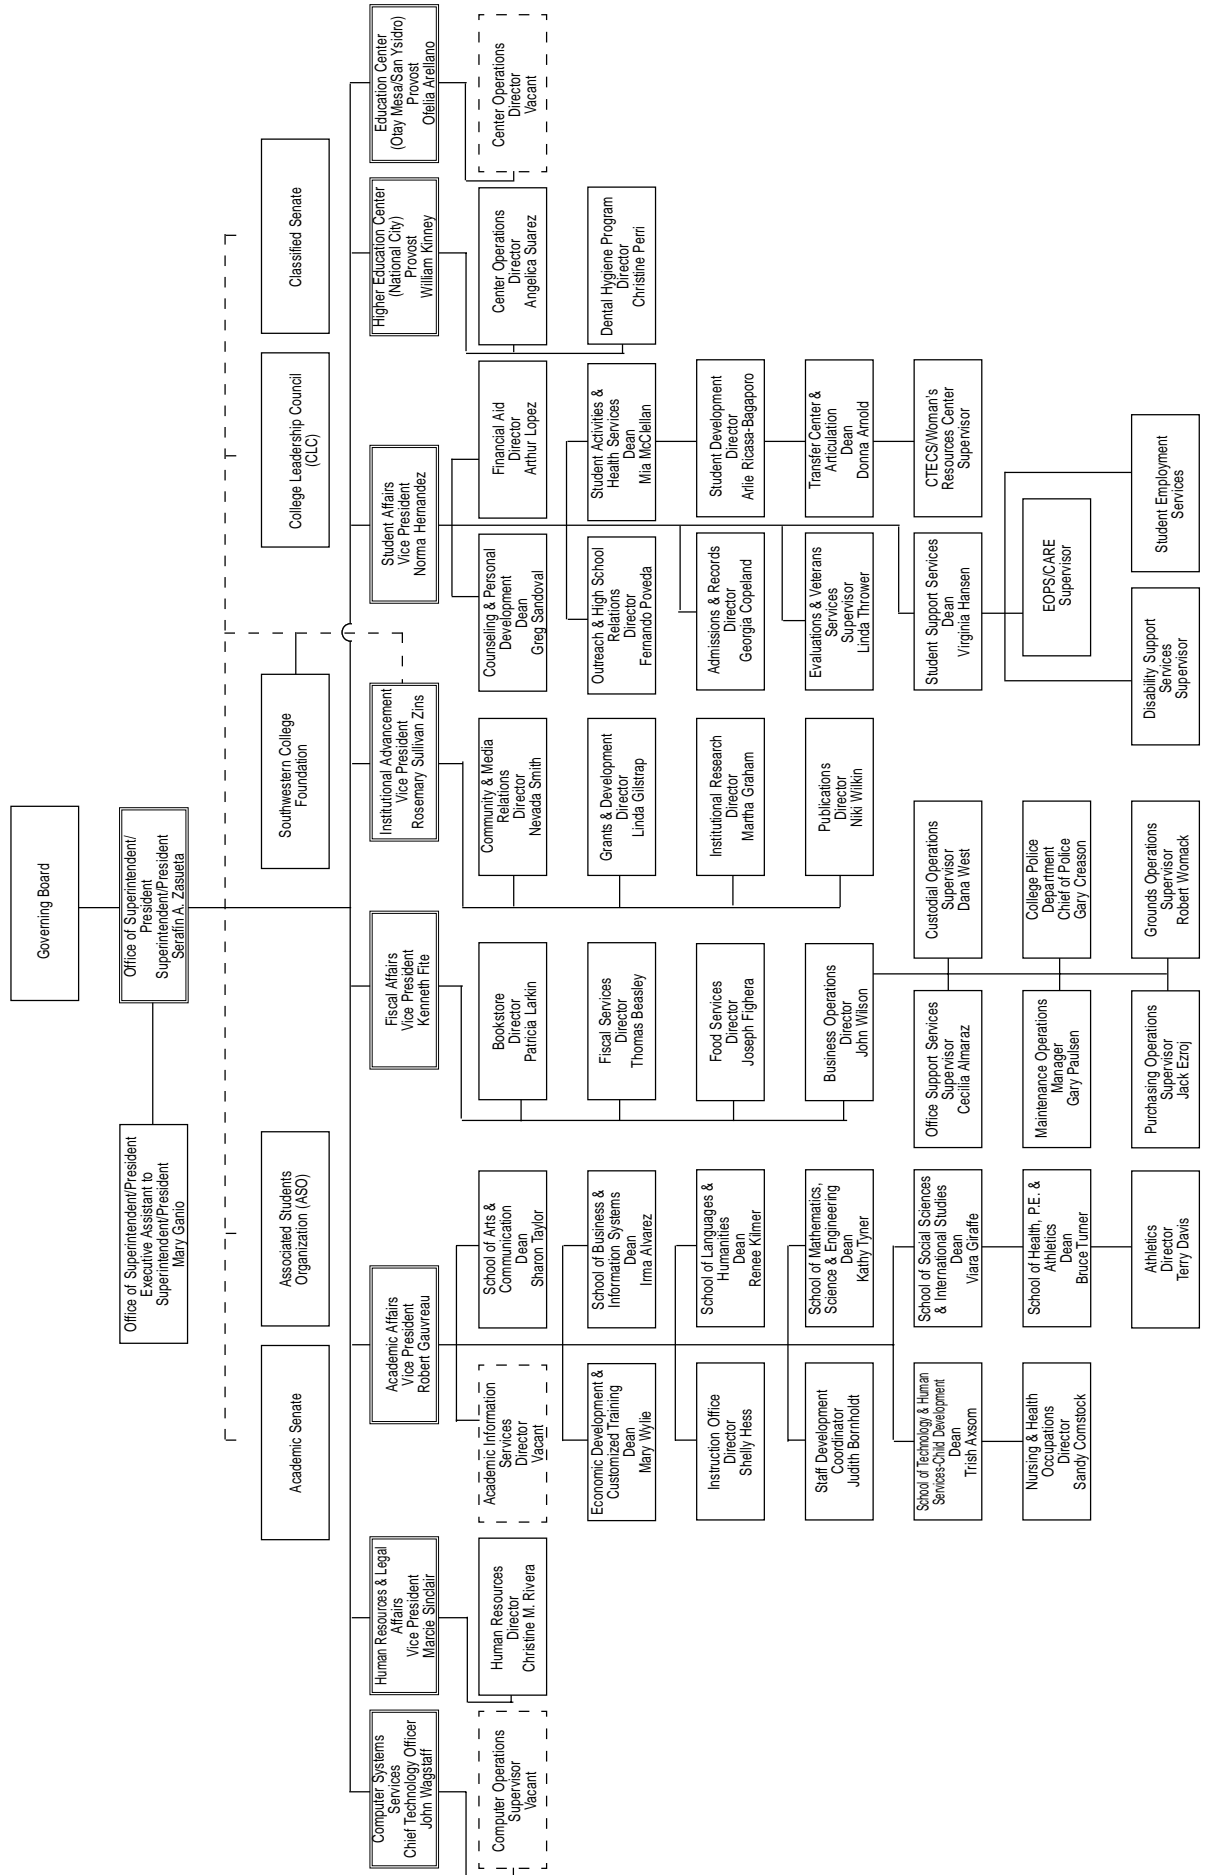 Governing Board
Office of Superintendent/
President
Superintendent/President
Serafin A. Zasueta
Office of Superintendent/President
Executive Assistant to
Superintendent/President
Mary Ganio
Academic Senate
Associated Students
Organization (ASO)
Southwestern College
Foundation
College Leadership Council
(CLC)
Classified Senate
Computer Systems
Services
Chief Technology Officer
John Wagstaff
Computer Operations
Supervisor
Vacant
Human Resources & Legal
Affairs
Vice President
Marcie Sinclair
Human Resources
Director
Christine M. Rivera
Academic Affairs
Vice President
Robert Gauvreau
Academic Information
Services
Director
Vacant
School of Arts &
Communication
Dean
Sharon Taylor
Economic Development &
Customized Training
Dean
Mary Wylie
School of Business &
Information Systems
Dean
Irma Alvarez
Instruction Office
Director
Shelly Hess
School of Languages &
Humanities
Dean
Renee Kilmer
Staff Development
Coordinator
Judith Bornholdt
School of Mathematics,
Science & Engineering
Dean
Kathy Tyner
School of Technology & Human
Services-Child Development
Dean
Trish Axsom
School of Social Sciences
& International Studies
Dean
Viara Giraffe
Nursing & Health
Occupations
Director
Sandy Comstock
School of Health, P.E. &
Athletics
Dean
Bruce Turner
Athletics
Director
Terry Davis
Fiscal Affairs
Vice President
Kenneth Fite
Bookstore
Director
Patricia Larkin
Fiscal Services
Director
Thomas Beasley
Food Services
Director
Joseph Fighera
Business Operations
Director
John Wilson
Office Support Services
Supervisor
Cecilia Almaraz
Custodial Operations
Supervisor
Dana West
Maintenance Operations
Manager
Gary Paulsen
College Police
Department
Chief of Police
Gary Creason
Purchasing Operations
Supervisor
Jack Ezroj
Grounds Operations
Supervisor
Robert Womack
Institutional Advancement
Vice President
Rosemary Sullivan Zins
Community & Media
Relations
Director
Nevada Smith
Grants & Development
Director
Linda Gilstrap
Institutional Research
Director
Martha Graham
Publications
Director
Niki Wilkin
Student Affairs
Vice President
Norma Hernandez
Counseling & Personal
Development
Dean
Greg Sandoval
Financial Aid
Director
Arthur Lopez
Outreach & High School
Relations
Director
Fernando Poveda
Student Activities &
Health Services
Dean
Mia McClellan
Admissions & Records
Director
Georgia Copeland
Student Development
Director
Arlie Ricasa-Bagaporo
Evaluations & Veterans
Services
Supervisor
Linda Thrower
Transfer Center &
Articulation
Dean
Donna Arnold
Student Support Services
Dean
Virginia Hansen
CTECS/Woman's
Resources Center
Supervisor
EOPS/CARE
Supervisor
Disability Support
Services
Supervisor
Student Employment
Services
Higher Education Center
(National City)
Provost
William Kinney
Center Operations
Director
Angelica Suarez
Dental Hygiene Program
Director
Christine Perri
Education Center
(Otay Mesa/San Ysidro)
Provost
Ofelia Arellano
Center Operations
Director
Vacant